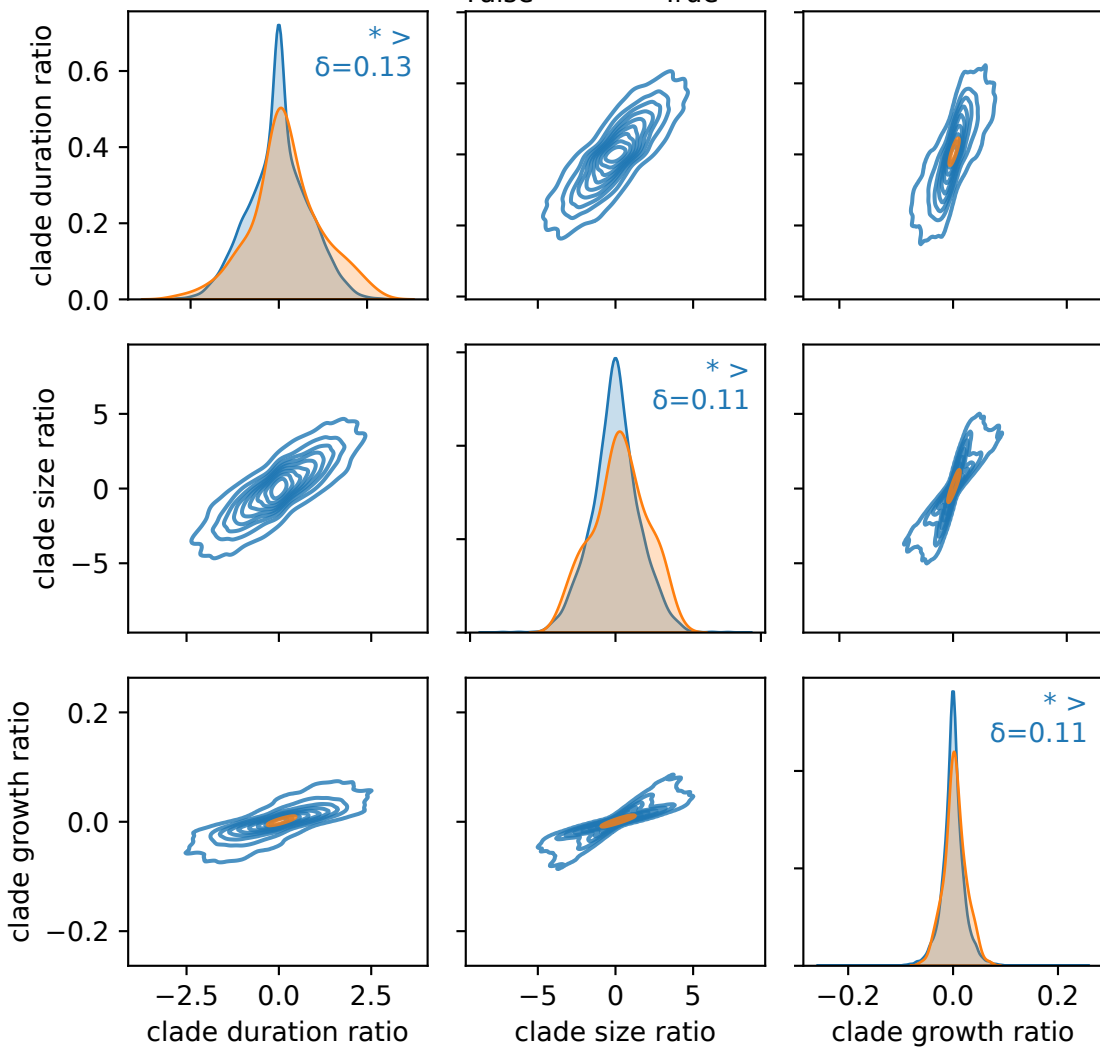 clade duration ratio
0.6
0.4
0.2
0.0
* >
δ=0.13
clade size ratio
5
0
−5
* >
δ=0.11
clade growth ratio
0.2
0.0
−0.2
* >
δ=0.11
−2.5 0.0 2.5
−5 0 5
−0.2 0.0 0.2
clade duration ratio
clade size ratio
clade growth ratio